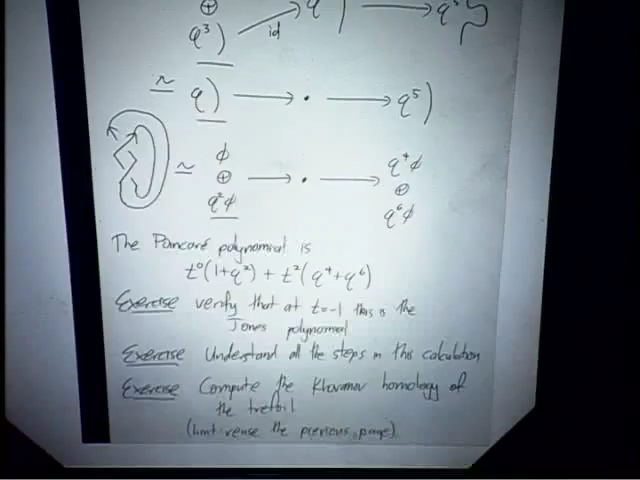 ⊕ q ) → q
q³) id
≃ q) → · → q⁵)
≃ ϕ → · → q⁴ϕ
⊕ ⊕
q²ϕ q⁶ϕ
The Poincaré polynomial is
t⁰(1+q²) + t²(q⁴+q⁶)
Exercise verify that at t=-1 this is the
Jones polynomial
Exercise Understand all the steps in this calculation
Exercise Compute the Khovanov homology of
the trefoil
(hint reuse the previous page)